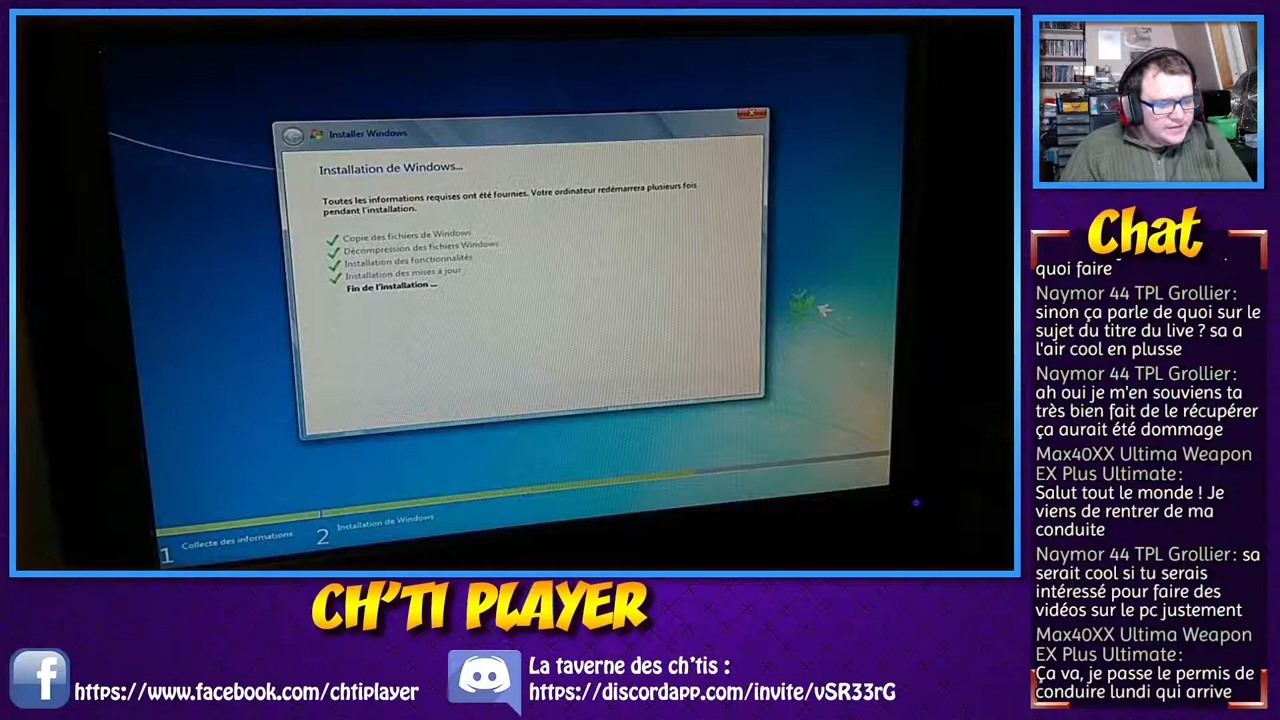 Installer Windows
Installation de Windows...
Toutes les informations requises ont été fournies. Votre ordinateur redémarrera plusieurs fois
pendant l'installation.
Copie des fichiers de Windows
Décompression des fichiers Windows
Installation des fonctionnalités
Installation des mises à jour
Fin de l'installation ...
1 Collecte des informations
2 Installation de Windows
Chat
quoi faire
Naymor 44 TPL Grollier:
sinon ça parle de quoi sur le
sujet du titre du live ? sa a
l'air cool en plusse
Naymor 44 TPL Grollier:
ah oui je m'en souviens ta
très bien fait de le récupérer
ça aurait été dommage
Max40XX Ultima Weapon
EX Plus Ultimate:
Salut tout le monde ! Je
viens de rentrer de ma
conduite
Naymor 44 TPL Grollier: sa
serait cool si tu serais
intéressé pour faire des
vidéos sur le pc justement
Max40XX Ultima Weapon
EX Plus Ultimate:
Ça va, je passe le permis de
conduire lundi qui arrive
CH'TI PLAYER
f https://www.facebook.com/chtiplayer
La taverne des ch'tis :
https://discordapp.com/invite/vSR33rG